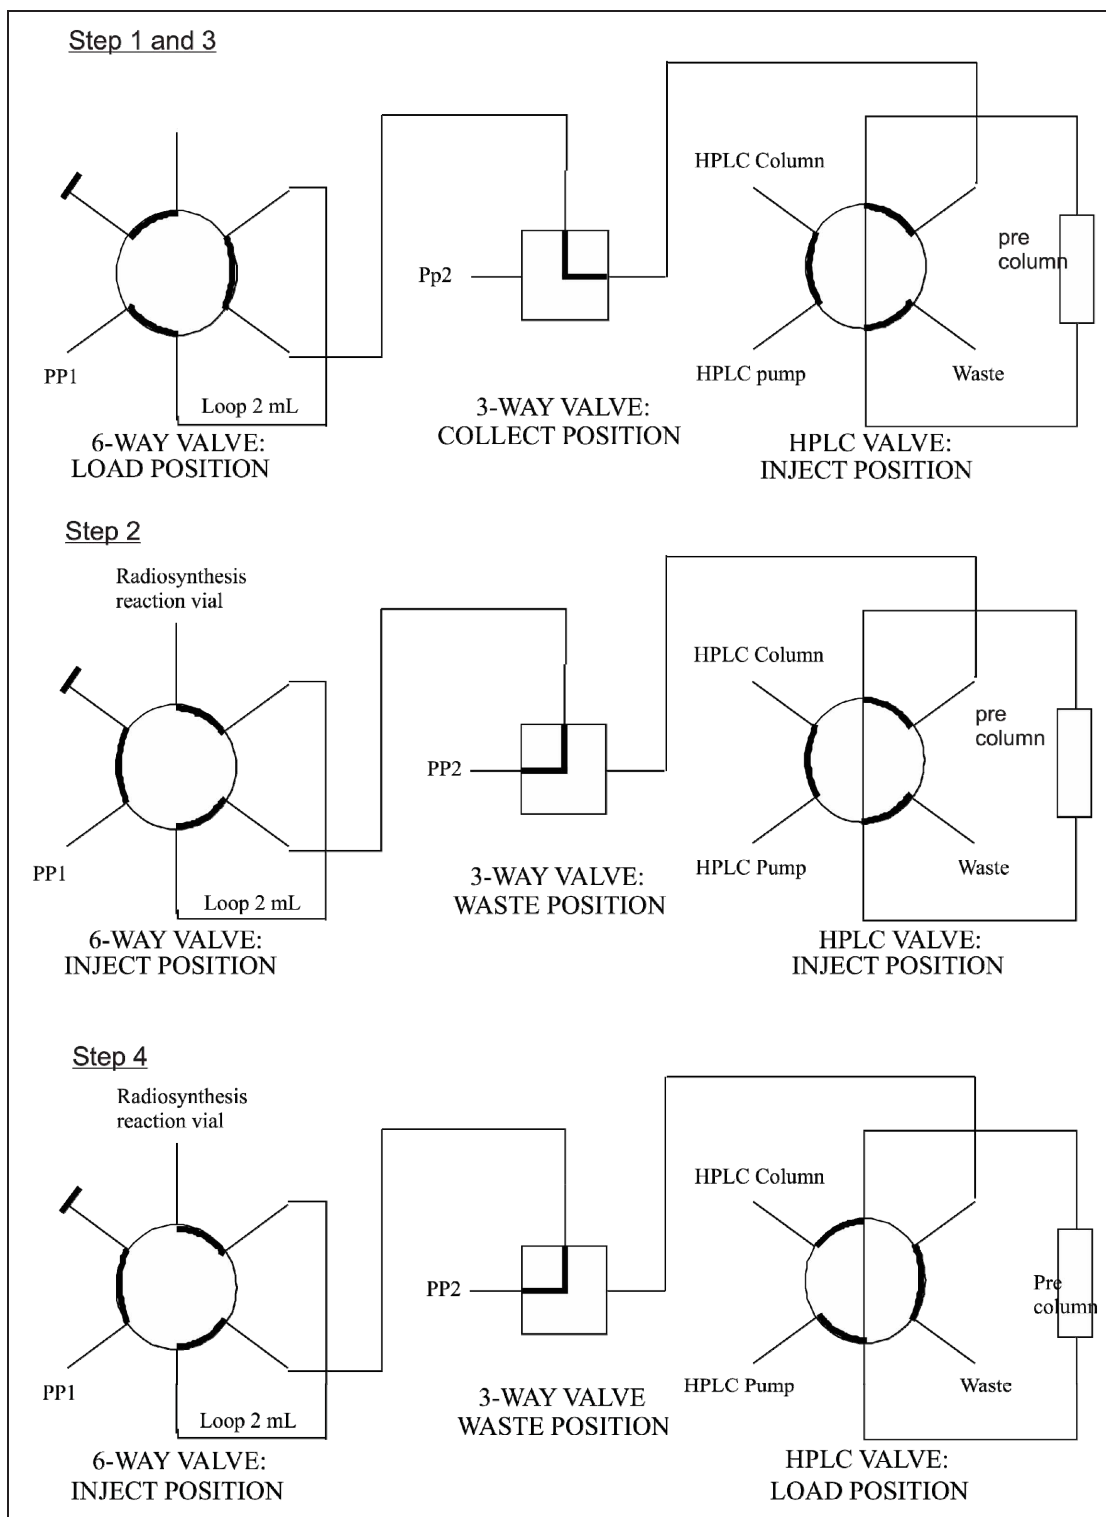 Step 1 and 3
HPLC Column
pre
column
Pp2
PP1
HPLC pump
Waste
Loop 2 mL
3-WAY VALVE:
COLLECT POSITION
6-WAY VALVE:
LOAD POSITION
HPLC VALVE:
INJECT POSITION
Step 2
Radiosynthesis
reaction vial
HPLC Column
pre
column
PP2
PP1
HPLC Pump
Waste
Loop 2 mL
3-WAY VALVE:
WASTE POSITION
6-WAY VALVE:
INJECT POSITION
HPLC VALVE:
INJECT POSITION
Step 4
Radiosynthesis
reaction vial
HPLC Column
Pre
column
PP2
PP1
HPLC Pump
Waste
Loop 2 mL
3-WAY VALVE
WASTE POSITION
6-WAY VALVE:
INJECT POSITION
HPLC VALVE:
LOAD POSITION